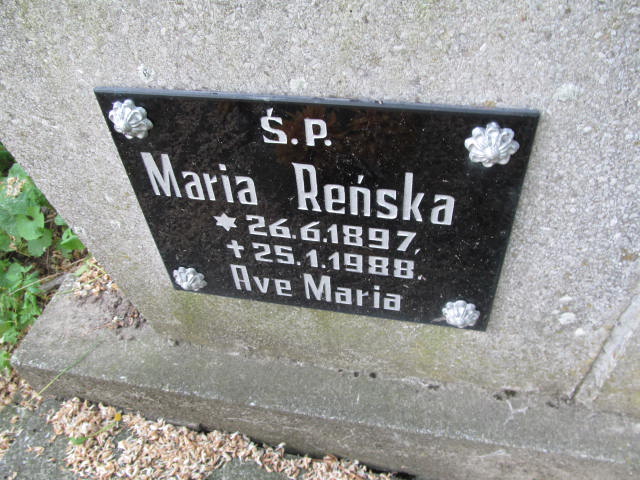 Ś.P.
Maria Reńska
*26.6.1897,
+25.1.1988.
Ave Maria